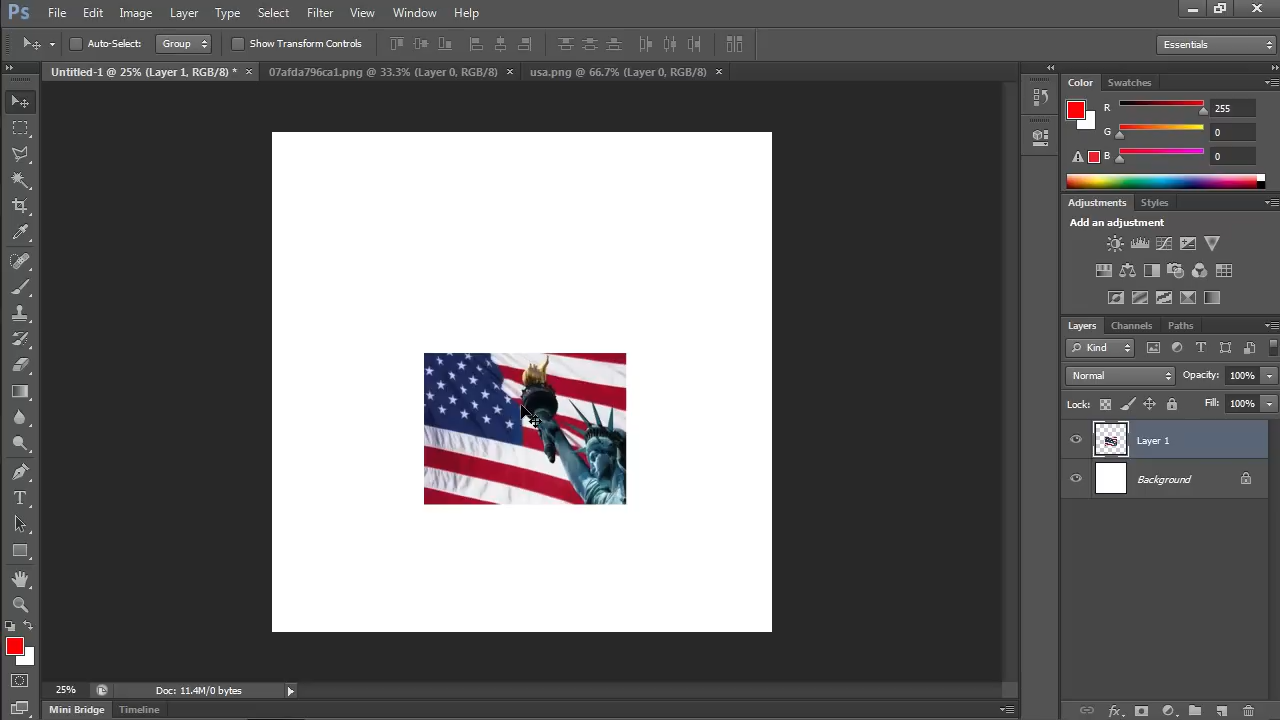 Ps File Edit Image Layer Type Select Filter View Window Help
Auto-Select: Group Show Transform Controls Essentials
Untitled-1 @ 25% (Layer 1, RGB/8) * 07afda796ca1.png @ 33.3% (Layer 0, RGB/8) usa.png @ 66.7% (Layer 0, RGB/8)
Color Swatches
R 255
G 0
B 0
Adjustments Styles
Add an adjustment
Layers Channels Paths
Kind
Normal Opacity: 100%
Lock: Fill: 100%
Layer 1
Background
25% Doc: 11.4M/0 bytes
Mini Bridge Timeline